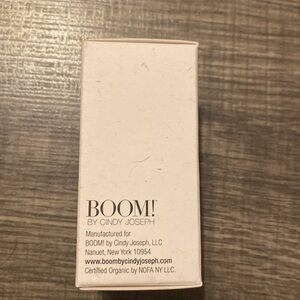 BOOM!
BY CINDY JOSEPH
Manufactured for
BOOM! by Cindy Joseph, LLC
Nanuet, New York 10954
www.boombycindyjoseph.com
Certified Organic by NOFA NY LLC.